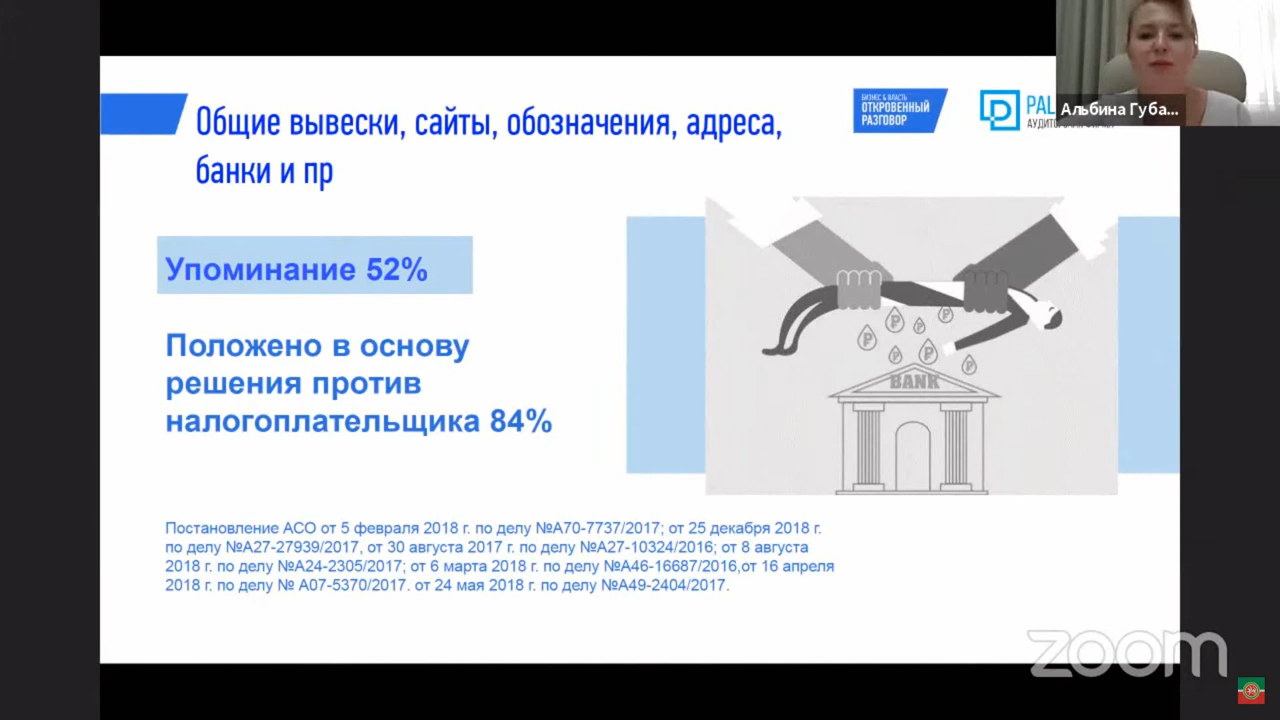 Общие вывески, сайты, обозначения, адреса,
банки и пр
БИЗНЕС & ВЛАСТЬ
ОТКРОВЕННЫЙ
РАЗГОВОР
PAL
Альбина Губа...
Упоминание 52%
Положено в основу
решения против
налогоплательщика 84%
BANK
Постановление АСО от 5 февраля 2018 г. по делу №А70-7737/2017; от 25 декабря 2018 г.
по делу №А27-27939/2017, от 30 августа 2017 г. по делу №А27-10324/2016; от 8 августа
2018 г. по делу №А24-2305/2017; от 6 марта 2018 г. по делу №А46-16687/2016,от 16 апреля
2018 г. по делу № А07-5370/2017. от 24 мая 2018 г. по делу №А49-2404/2017.
zoom